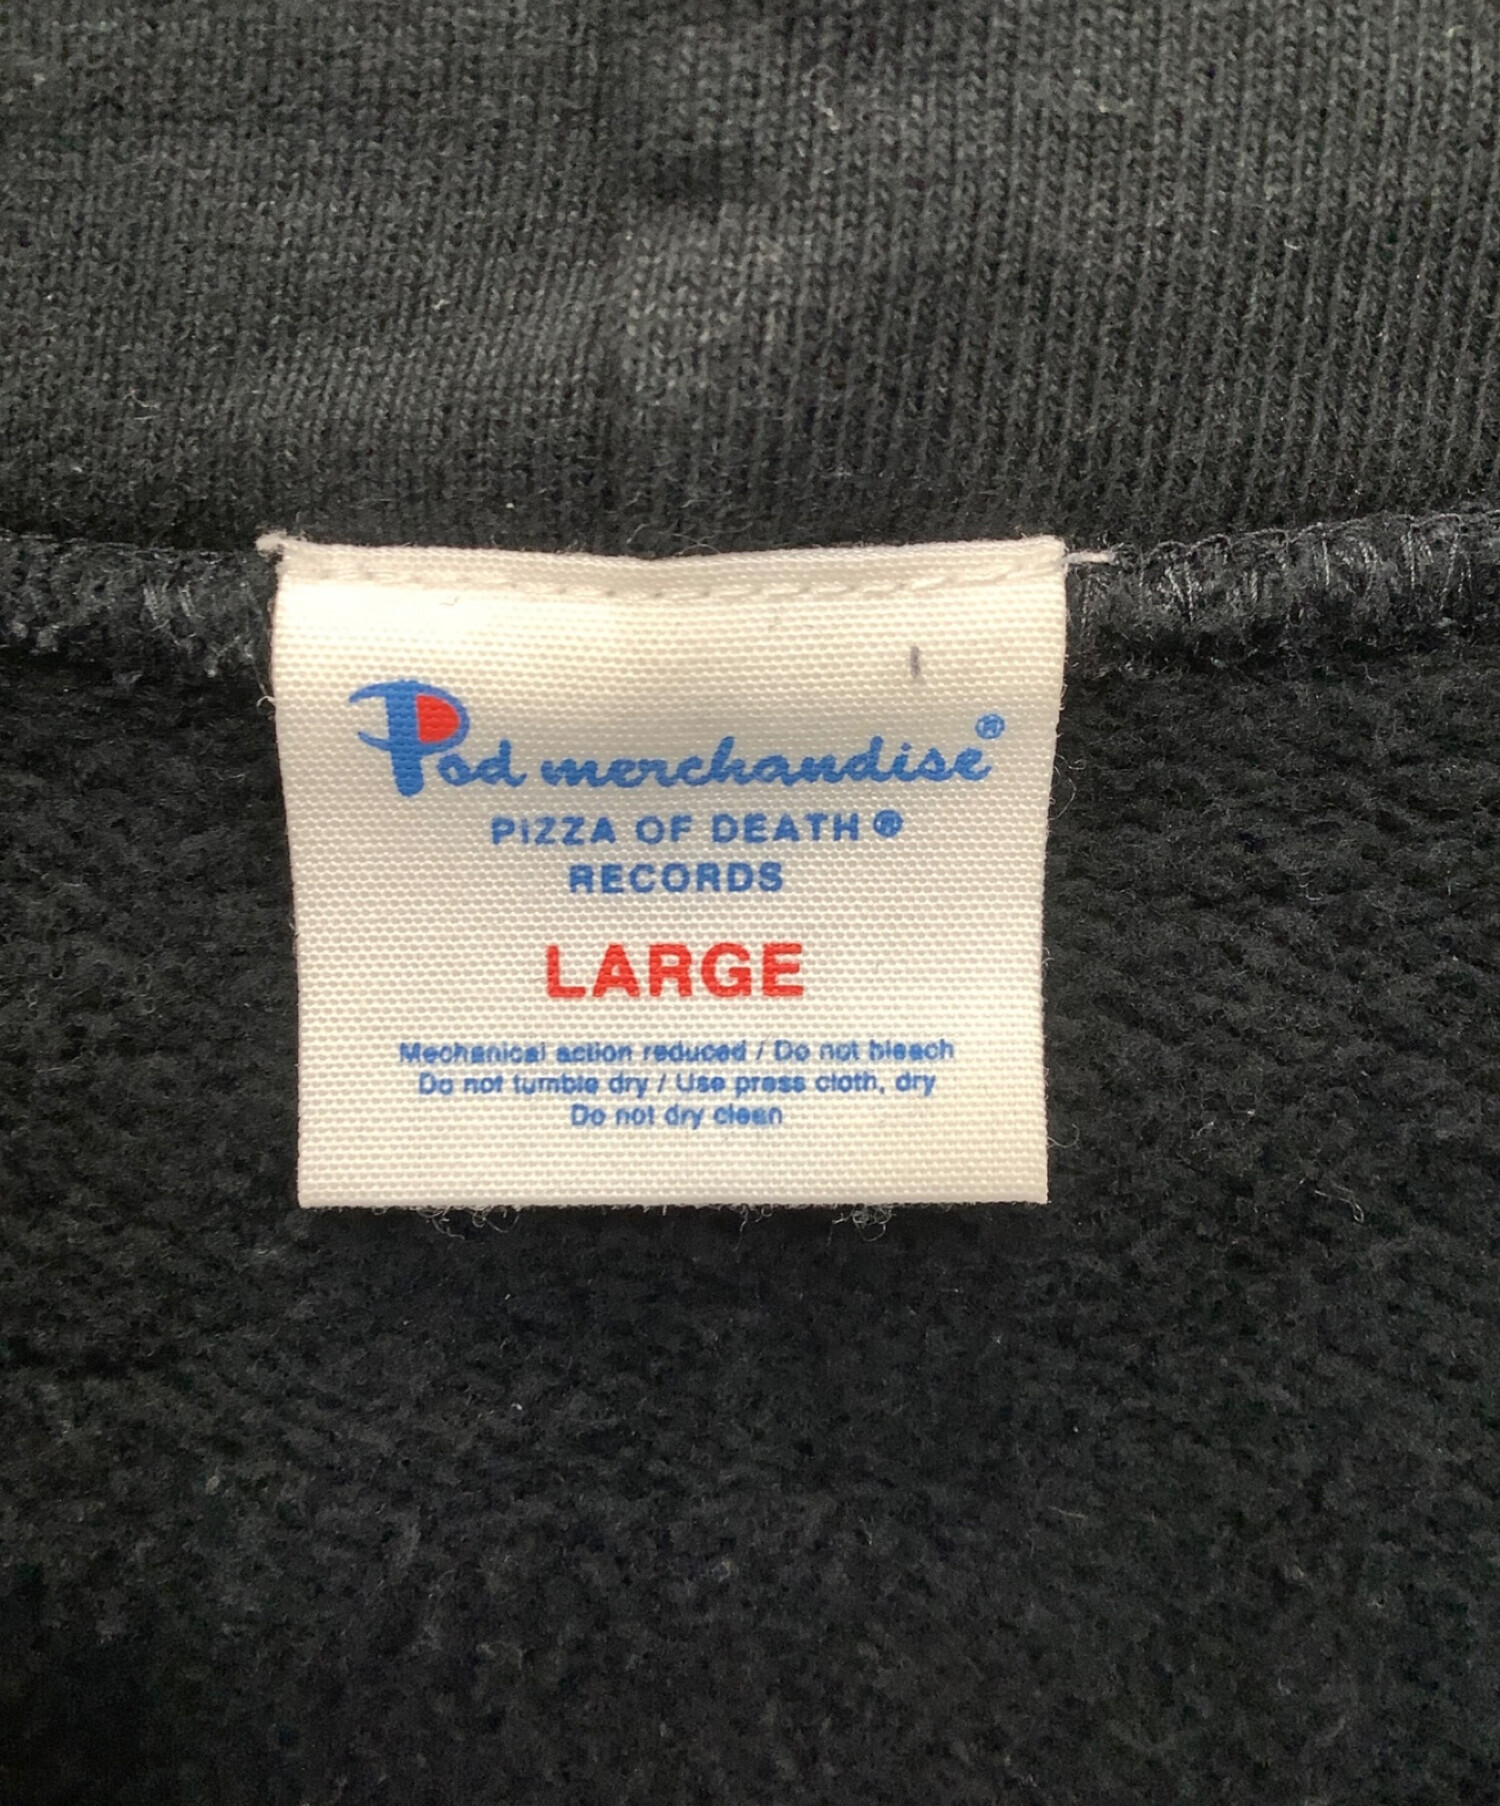 Pod merchandise®
PIZZA OF DEATH®
RECORDS
LARGE
Mechanical action reduced / Do not bleach
Do not tumble dry / Use press cloth, dry
Do not dry clean